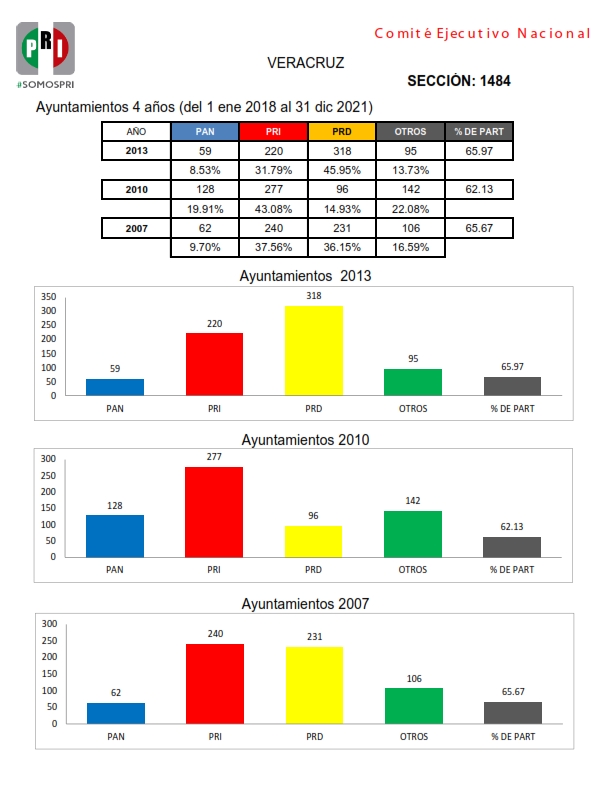 Comité Ejecutivo Nacional
PRI
#SOMOSPRI
VERACRUZ
SECCIÓN: 1484
Ayuntamientos 4 años (del 1 ene 2018 al 31 dic 2021)
AÑO PAN PRI PRD OTROS % DE PART
2013 59 220 318 95 65.97
8.53% 31.79% 45.95% 13.73%
2010 128 277 96 142 62.13
19.91% 43.08% 14.93% 22.08%
2007 62 240 231 106 65.67
9.70% 37.56% 36.15% 16.59%
Ayuntamientos 2013
350
300
250
200
150
100
50
0
59 220 318 95 65.97
PAN PRI PRD OTROS % DE PART
Ayuntamientos 2010
300
250
200
150
100
50
0
128 277 96 142 62.13
PAN PRI PRD OTROS % DE PART
Ayuntamientos 2007
300
250
200
150
100
50
0
62 240 231 106 65.67
PAN PRI PRD OTROS % DE PART